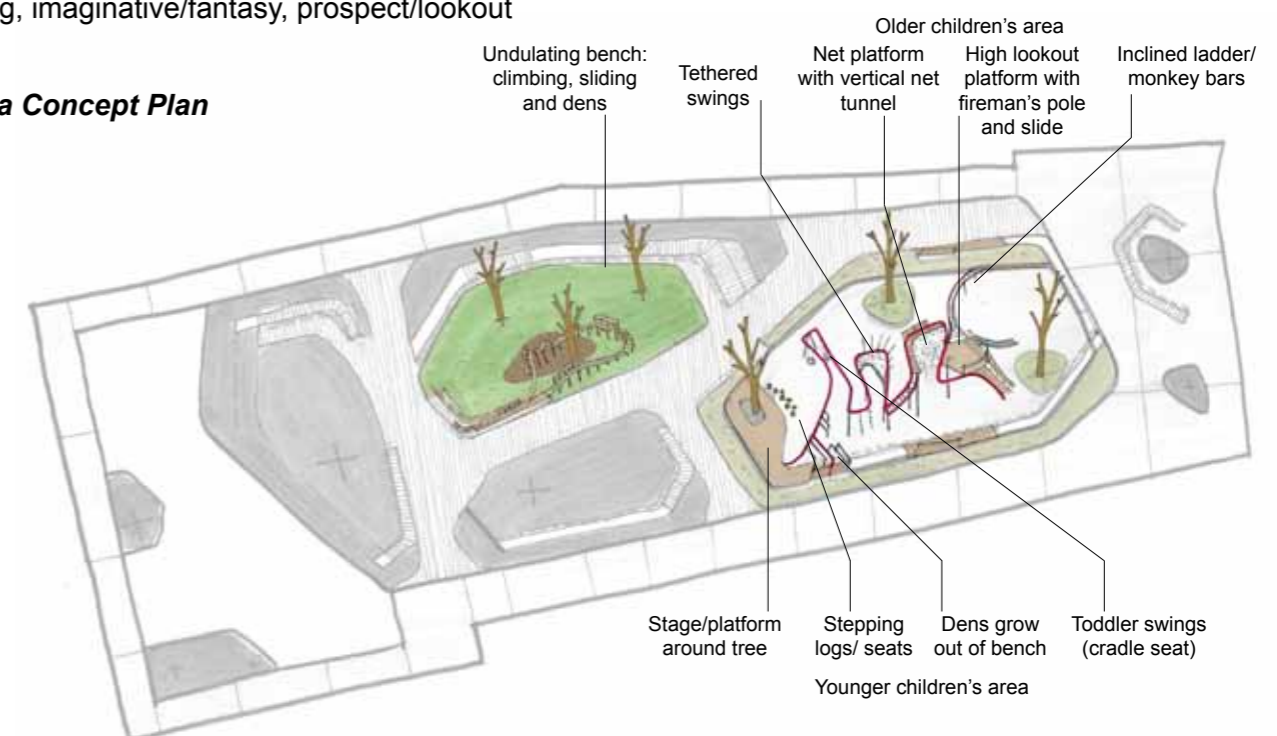 g, imaginative/fantasy, prospect/lookout
a Concept Plan
Older children's area
Undulating bench:
climbing, sliding
and dens
Tethered
swings
Net platform
with vertical net
tunnel
High lookout
platform with
fireman's pole
and slide
Inclined ladder/
monkey bars
Stage/platform
around tree
Stepping
logs/ seats
Dens grow
out of bench
Toddler swings
(cradle seat)
Younger children's area